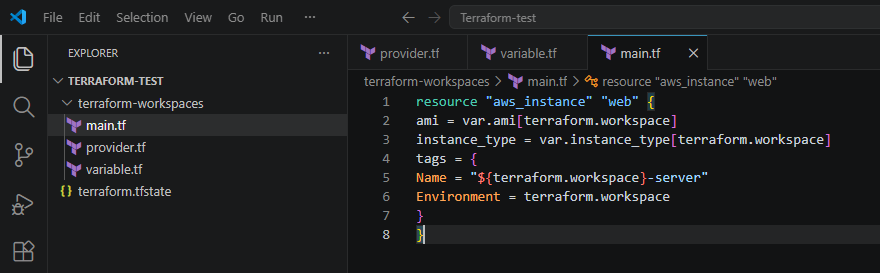 File Edit View Go Run ··· ← → Terraform-test
EXPLORER ···
TERRAFORM-TEST
terraform-workspaces
main.tf
provider.tf
variable.tf
{} terraform.tfstate
provider.tf variable.tf main.tf ×
terraform-workspaces > main.tf > resource "aws_instance" "web"
1 resource "aws_instance" "web" {
2 ami = var.ami[terraform.workspace]
3 instance_type = var.instance_type[terraform.workspace]
4 tags = {
5 Name = "${terraform.workspace}-server"
6 Environment = terraform.workspace
7 }
8 }